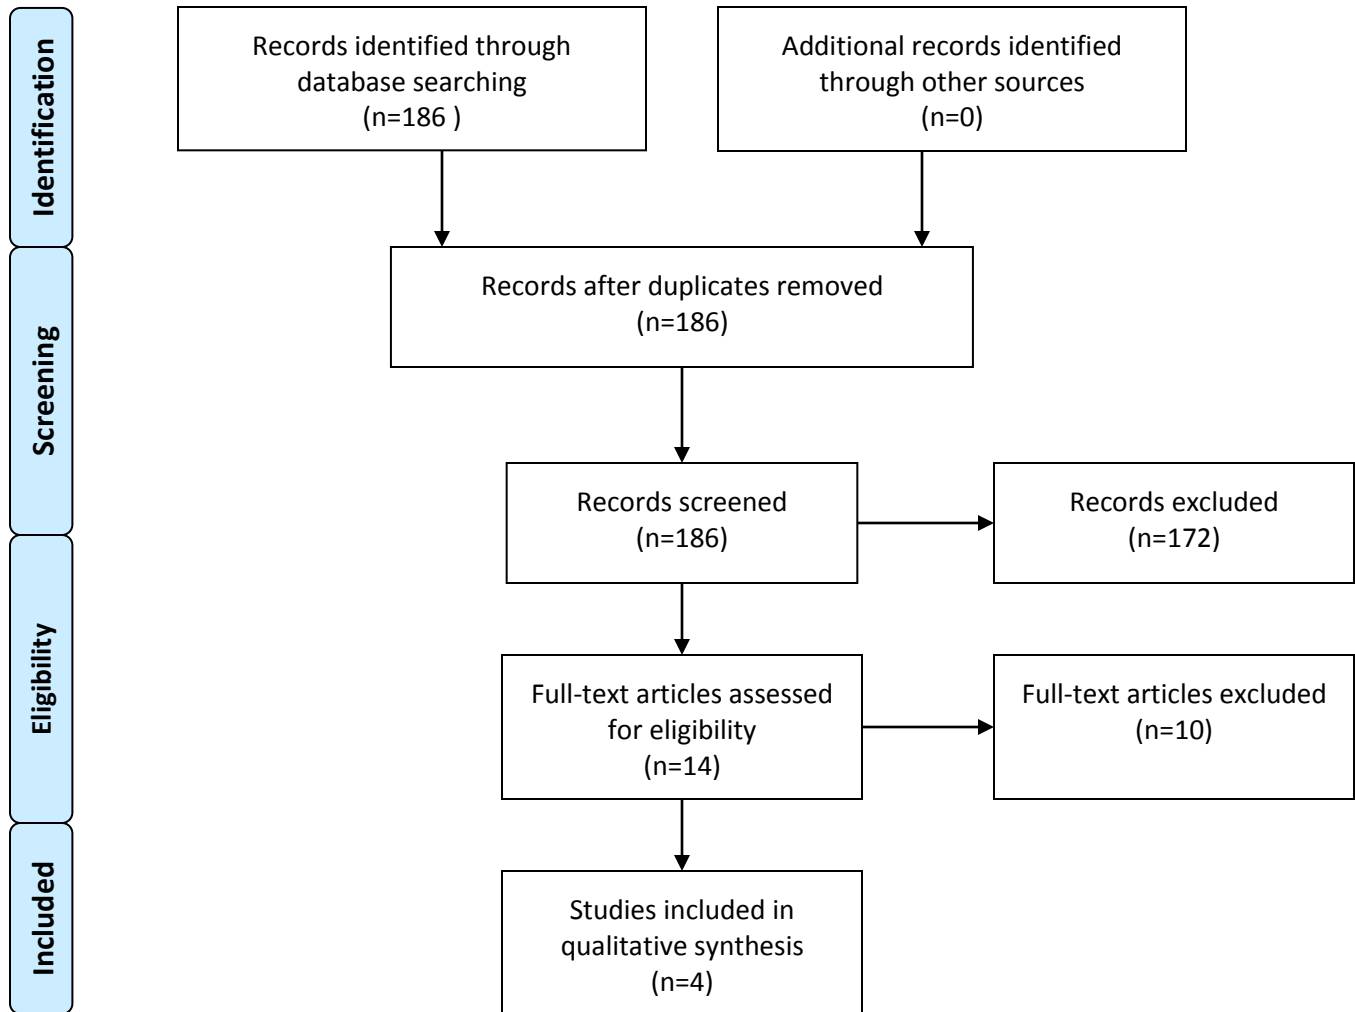 Identification
Records identified through
database searching
(n=186 )
Additional records identified
through other sources
(n=0)
Screening
Records after duplicates removed
(n=186)
Records screened
(n=186)
Records excluded
(n=172)
Eligibility
Full-text articles assessed
for eligibility
(n=14)
Full-text articles excluded
(n=10)
Included
Studies included in
qualitative synthesis
(n=4)